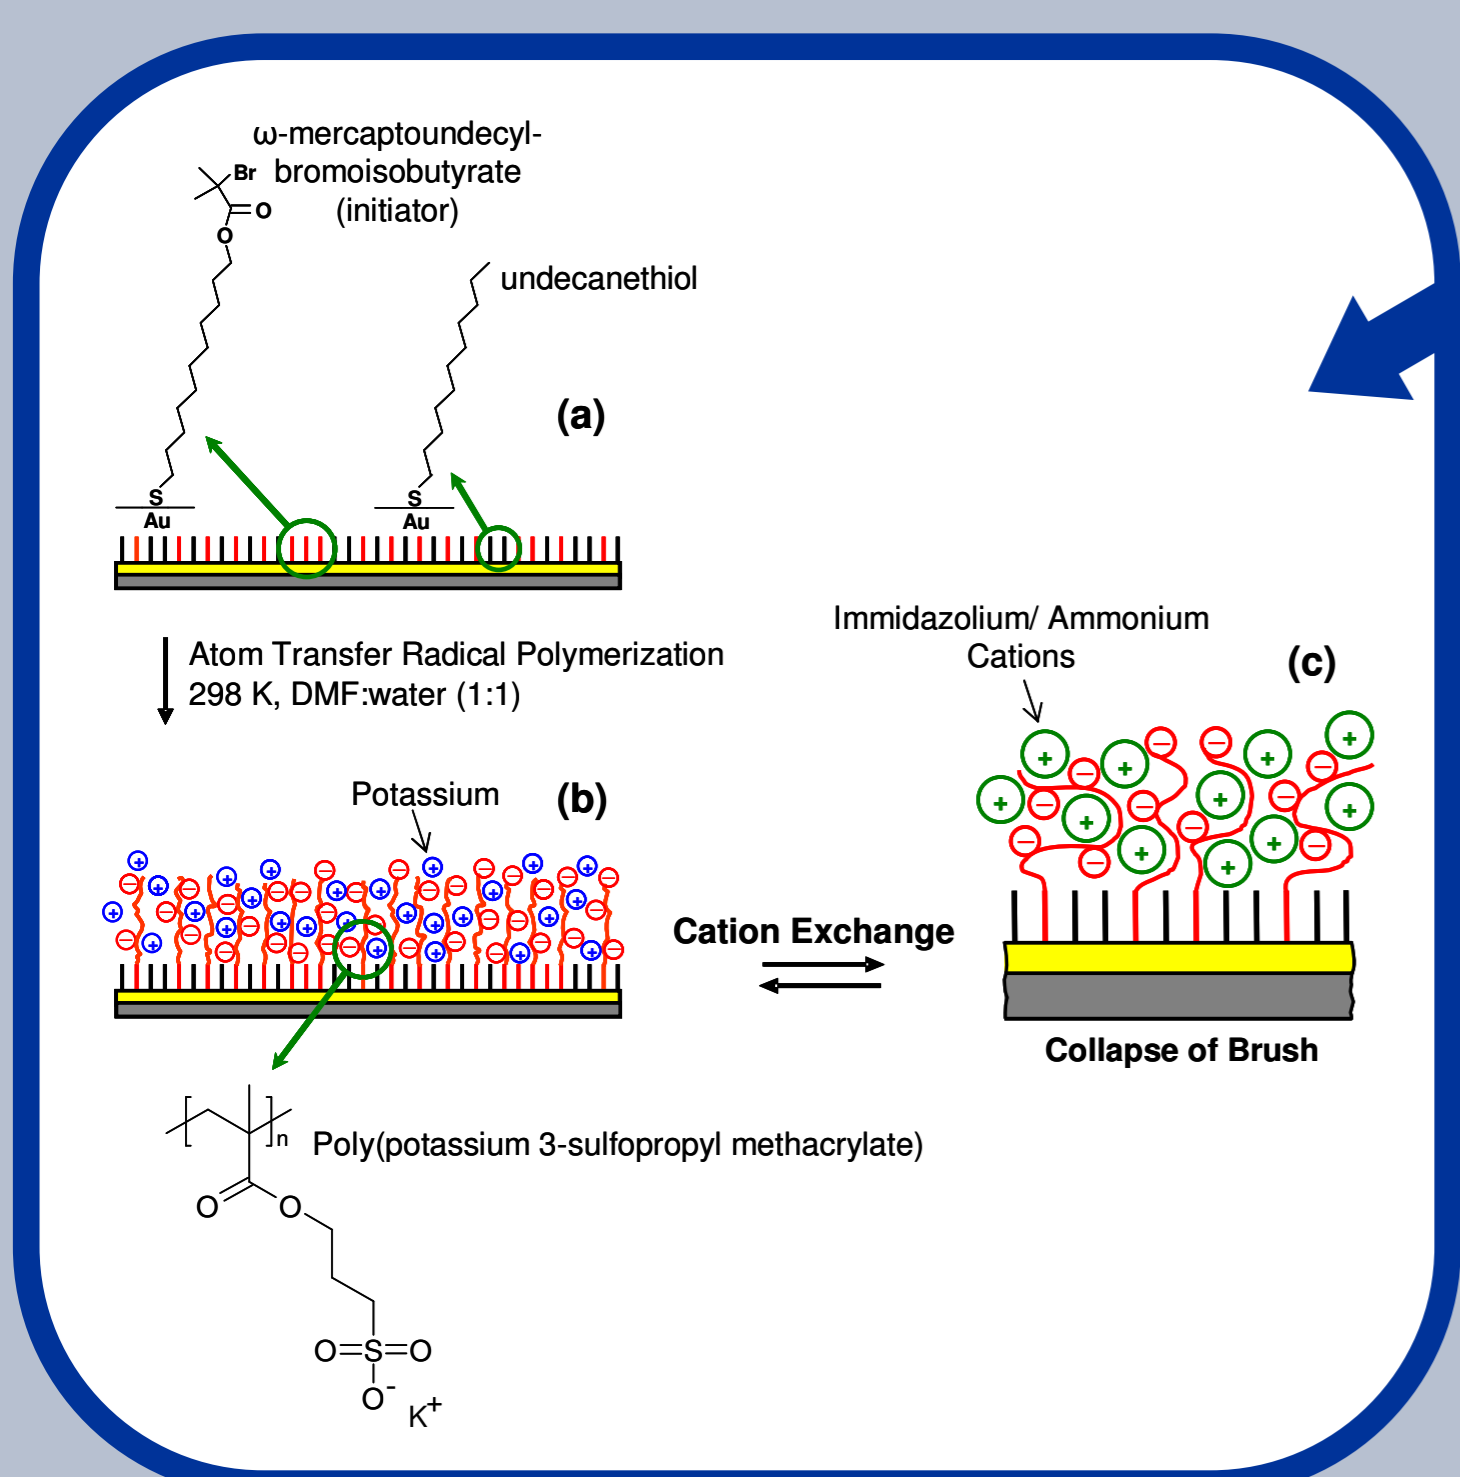 ω-mercaptoundecyl-
bromoisobutyrate
(initiator)
Br
O
O
undecanethiol
(a)
S
Au
S
Au
Atom Transfer Radical Polymerization
298 K, DMF:water (1:1)
Potassium
(b)
Cation Exchange
Immidazolium/ Ammonium
Cations
(c)
Collapse of Brush
n
Poly(potassium 3-sulfopropyl methacrylate)
O
O
O=S=O
O-
K+